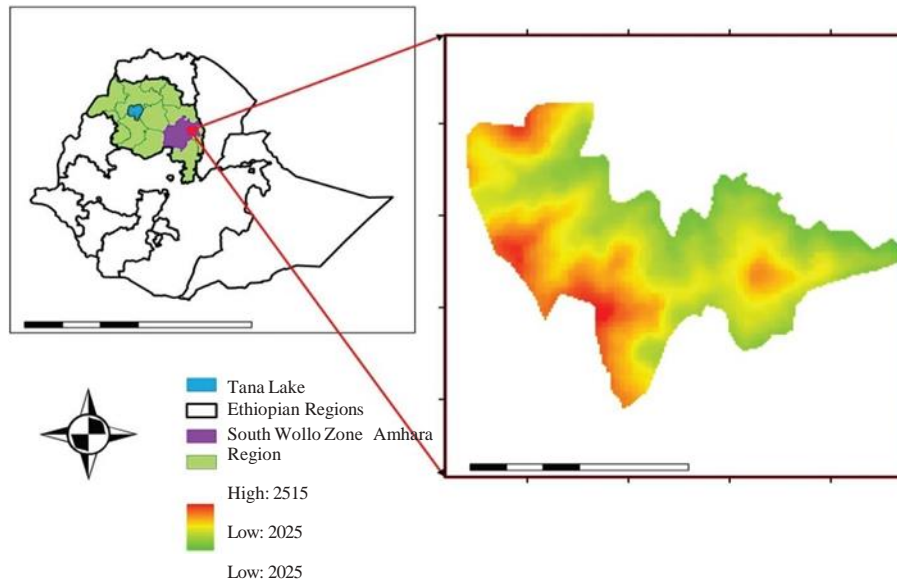 Tana Lake
Ethiopian Regions
South Wollo Zone Amhara
Region
High: 2515
Low: 2025
Low: 2025